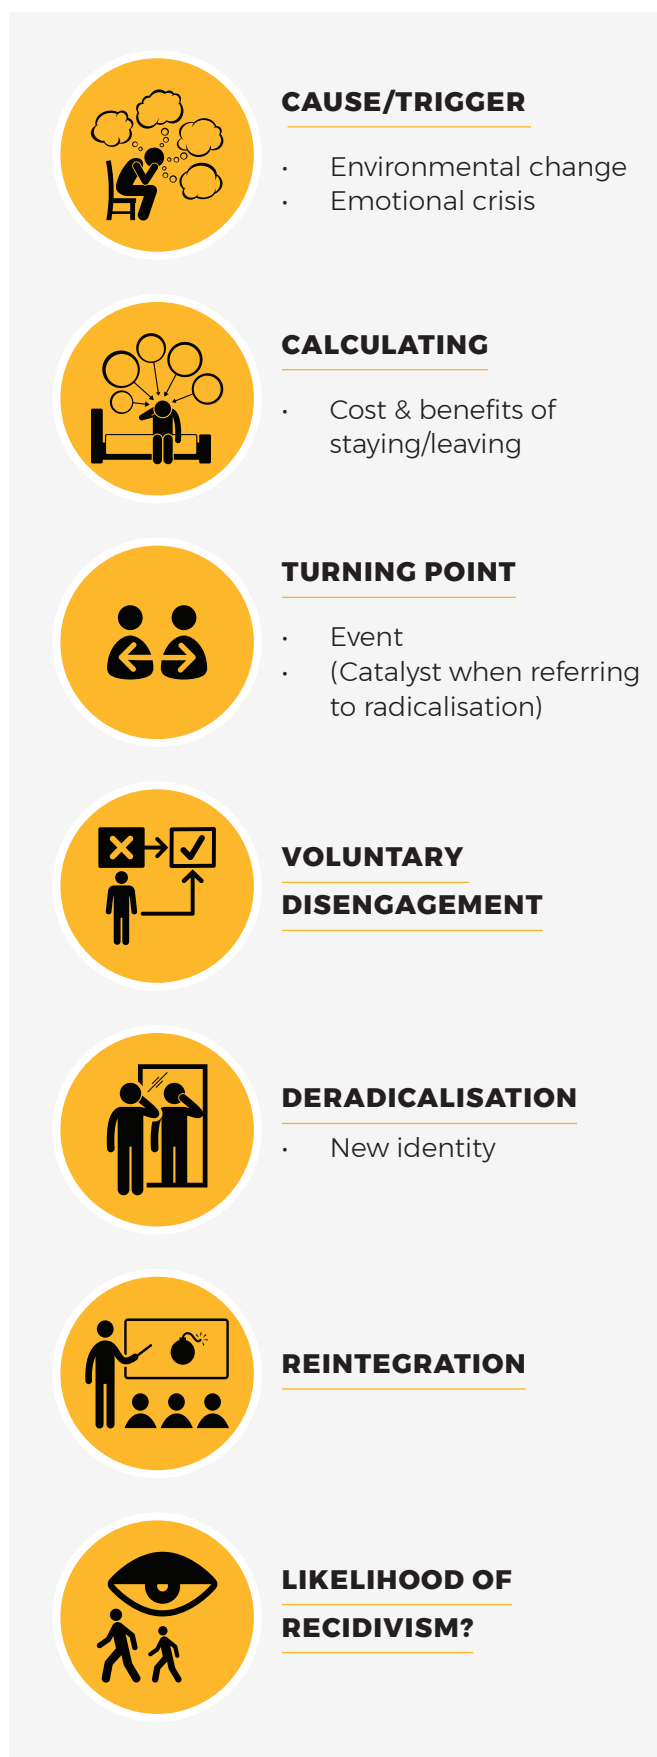 CAUSE/TRIGGER
· Environmental change
· Emotional crisis
CALCULATING
· Cost & benefits of
staying/leaving
TURNING POINT
· Event
· (Catalyst when referring
to radicalisation)
VOLUNTARY
DISENGAGEMENT
DERADICALISATION
· New identity
REINTEGRATION
LIKELIHOOD OF
RECIDIVISM?